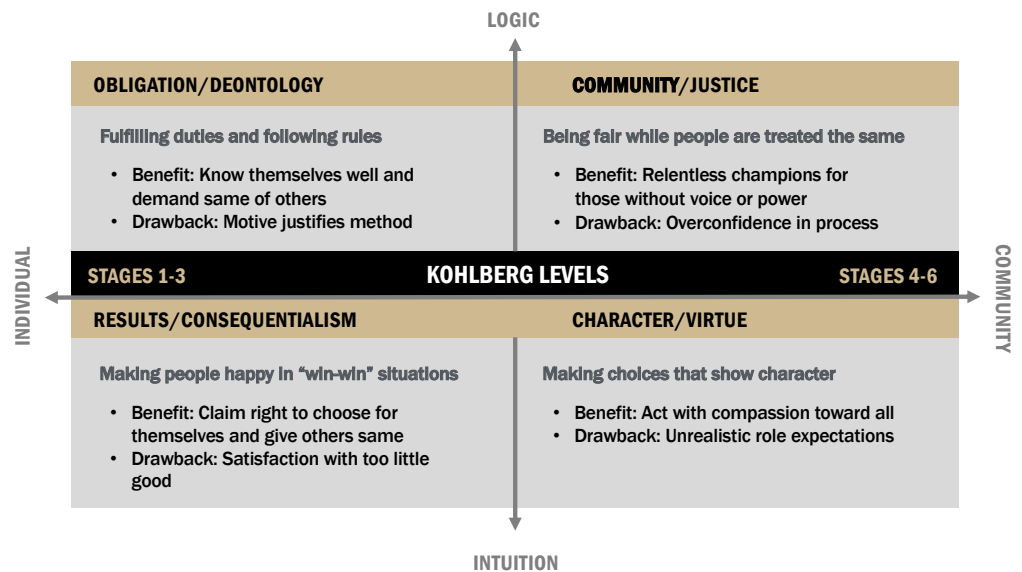 LOGIC
OBLIGATION/DEONTOLOGY
Fulfilling duties and following rules
• Benefit: Know themselves well and
demand same of others
• Drawback: Motive justifies method
COMMUNITY/JUSTICE
Being fair while people are treated the same
• Benefit: Relentless champions for
those without voice or power
• Drawback: Overconfidence in process
INDIVIDUAL
STAGES 1-3
KOHLBERG LEVELS
STAGES 4-6
COMMUNITY
RESULTS/CONSEQUENTIALISM
Making people happy in “win-win” situations
• Benefit: Claim right to choose for
themselves and give others same
• Drawback: Satisfaction with too little
good
CHARACTER/VIRTUE
Making choices that show character
• Benefit: Act with compassion toward all
• Drawback: Unrealistic role expectations
INTUITION